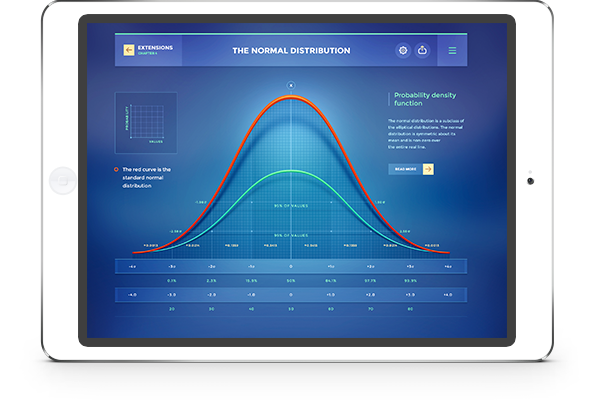 EXTENSIONS
CHAPTER 4
THE NORMAL DISTRIBUTION
Probability density
function
PROBABILITY
VALUES
The normal distribution is a subclass of
the elliptical distributions. The normal
distribution is symmetric about its
mean and is non-zero over
the entire real line.
READ MORE
The red curve is the
standard normal
distribution
95% OF VALUES
99% OF VALUES
-4σ -3σ -2σ -1σ 0 +1σ +2σ +3σ +4σ
0.1% 2.3% 15.9% 50% 84.1% 97.7% 99.9%
-4.0 -3.0 -2.0 -1.0 0 +1.0 +2.0 +3.0 +4.0
20 30 40 50 60 70 80